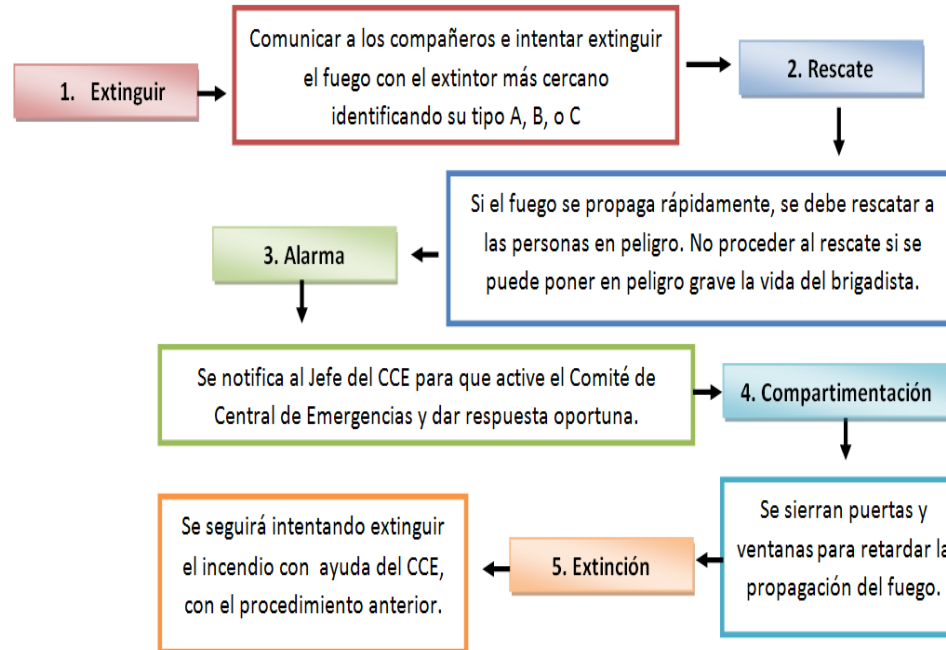 1. Extinguir
Comunicar a los compañeros e intentar extinguir
el fuego con el extintor más cercano
identificando su tipo A, B, o C
2. Rescate
Si el fuego se propaga rápidamente, se debe rescatar a
las personas en peligro. No proceder al rescate si se
puede poner en peligro grave la vida del brigadista.
3. Alarma
Se notifica al Jefe del CCE para que active el Comité de
Central de Emergencias y dar respuesta oportuna.
4. Compartimentación
Se sierran puertas y
ventanas para retardar la
propagación del fuego.
5. Extinción
Se seguirá intentando extinguir
el incendio con ayuda del CCE,
con el procedimiento anterior.